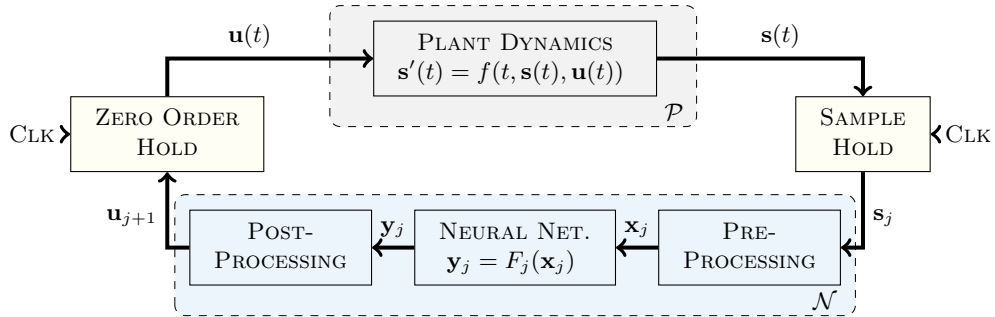 u(t)
PLANT DYNAMICS
s′(t) = f(t, s(t), u(t))
s(t)
𝒫
CLK
ZERO ORDER
HOLD
SAMPLE
HOLD
CLK
u_{j+1}
POST-
PROCESSING
y_j
NEURAL NET.
y_j = F_j(x_j)
x_j
PRE-
PROCESSING
s_j
𝒩